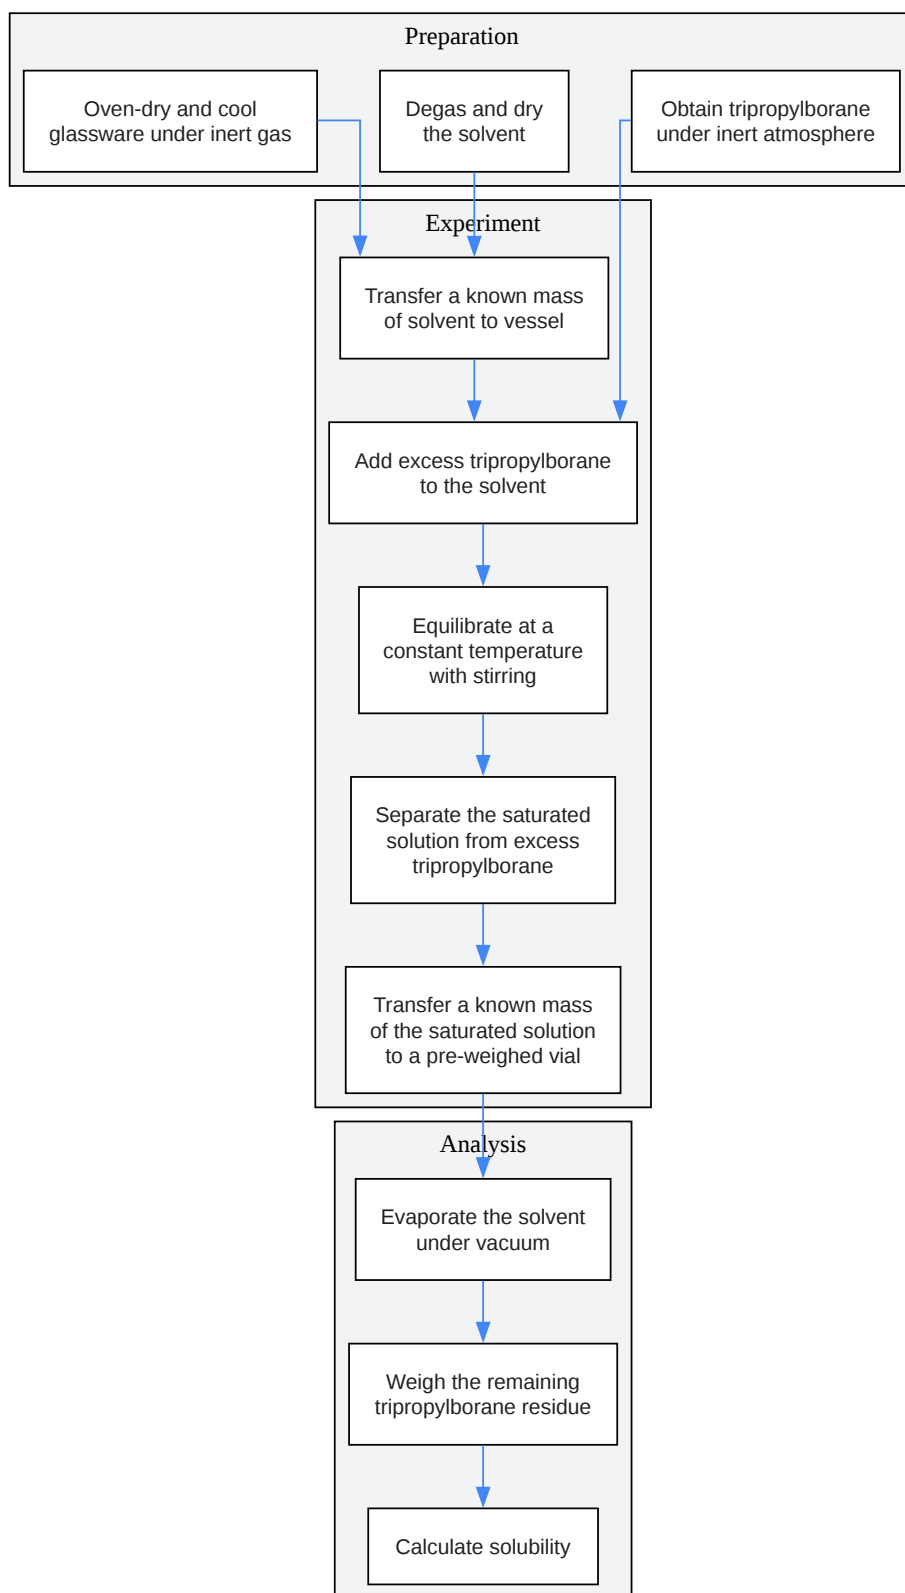 Preparation
Oven-dry and cool
glassware under inert gas
Degas and dry
the solvent
Obtain tripropylborane
under inert atmosphere
Experiment
Transfer a known mass
of solvent to vessel
Add excess tripropylborane
to the solvent
Equilibrate at a
constant temperature
with stirring
Separate the saturated
solution from excess
tripropylborane
Transfer a known mass
of the saturated solution
to a pre-weighed vial
Analysis
Evaporate the solvent
under vacuum
Weigh the remaining
tripropylborane residue
Calculate solubility